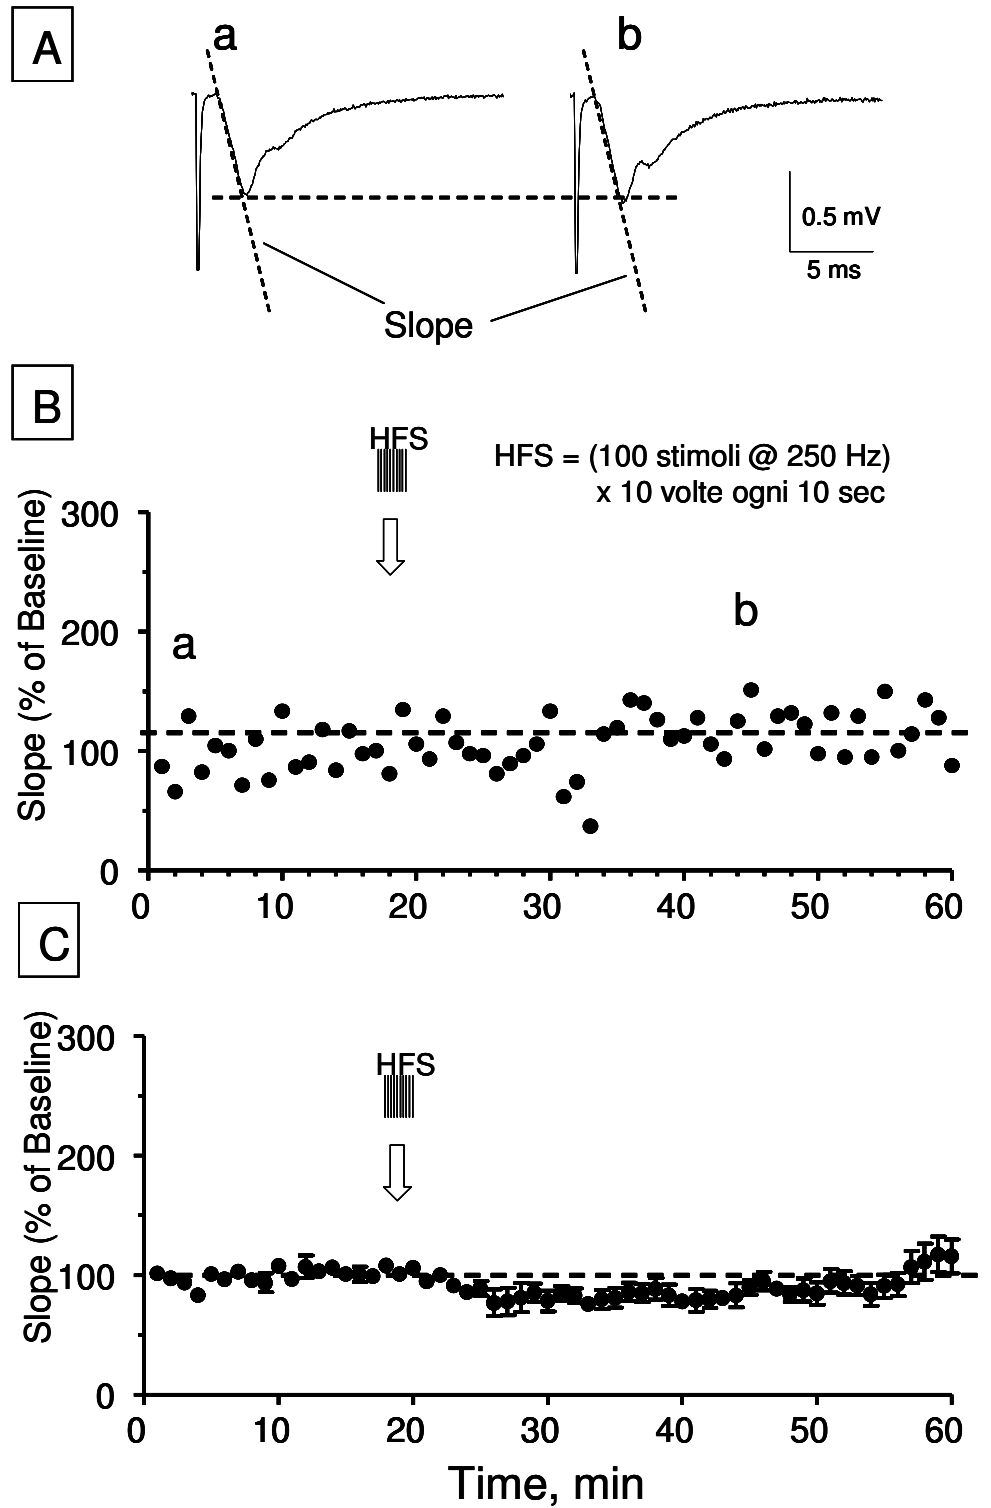 A
a
b
0.5 mV
5 ms
Slope
B
HFS
HFS = (100 stimoli @ 250 Hz)
x 10 volte ogni 10 sec
Slope (% of Baseline)
300
200
100
0
a
b
0 10 20 30 40 50 60
C
HFS
Slope (% of Baseline)
300
200
100
0
0 10 20 30 40 50 60
Time, min